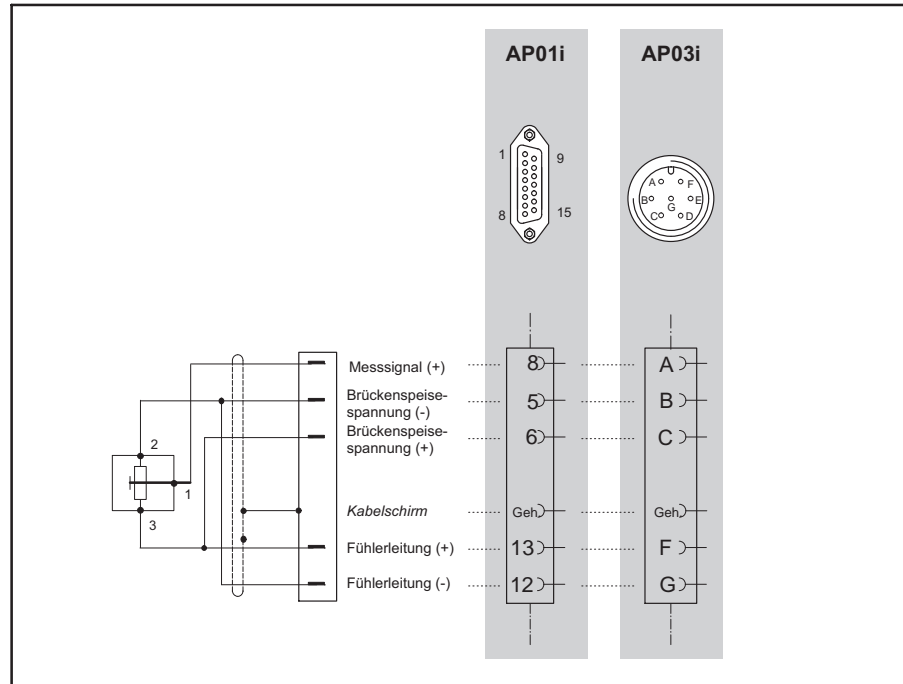 AP01i
AP03i
1
9
8
15
A
F
B
E
G
C
D
Messsignal (+)
8
A
Brückenspeise-
spannung (-)
5
B
Brückenspeise-
spannung (+)
6
C
2
1
3
Kabelschirm
Geh.
Geh.
Fühlerleitung (+)
13
F
Fühlerleitung (-)
12
G